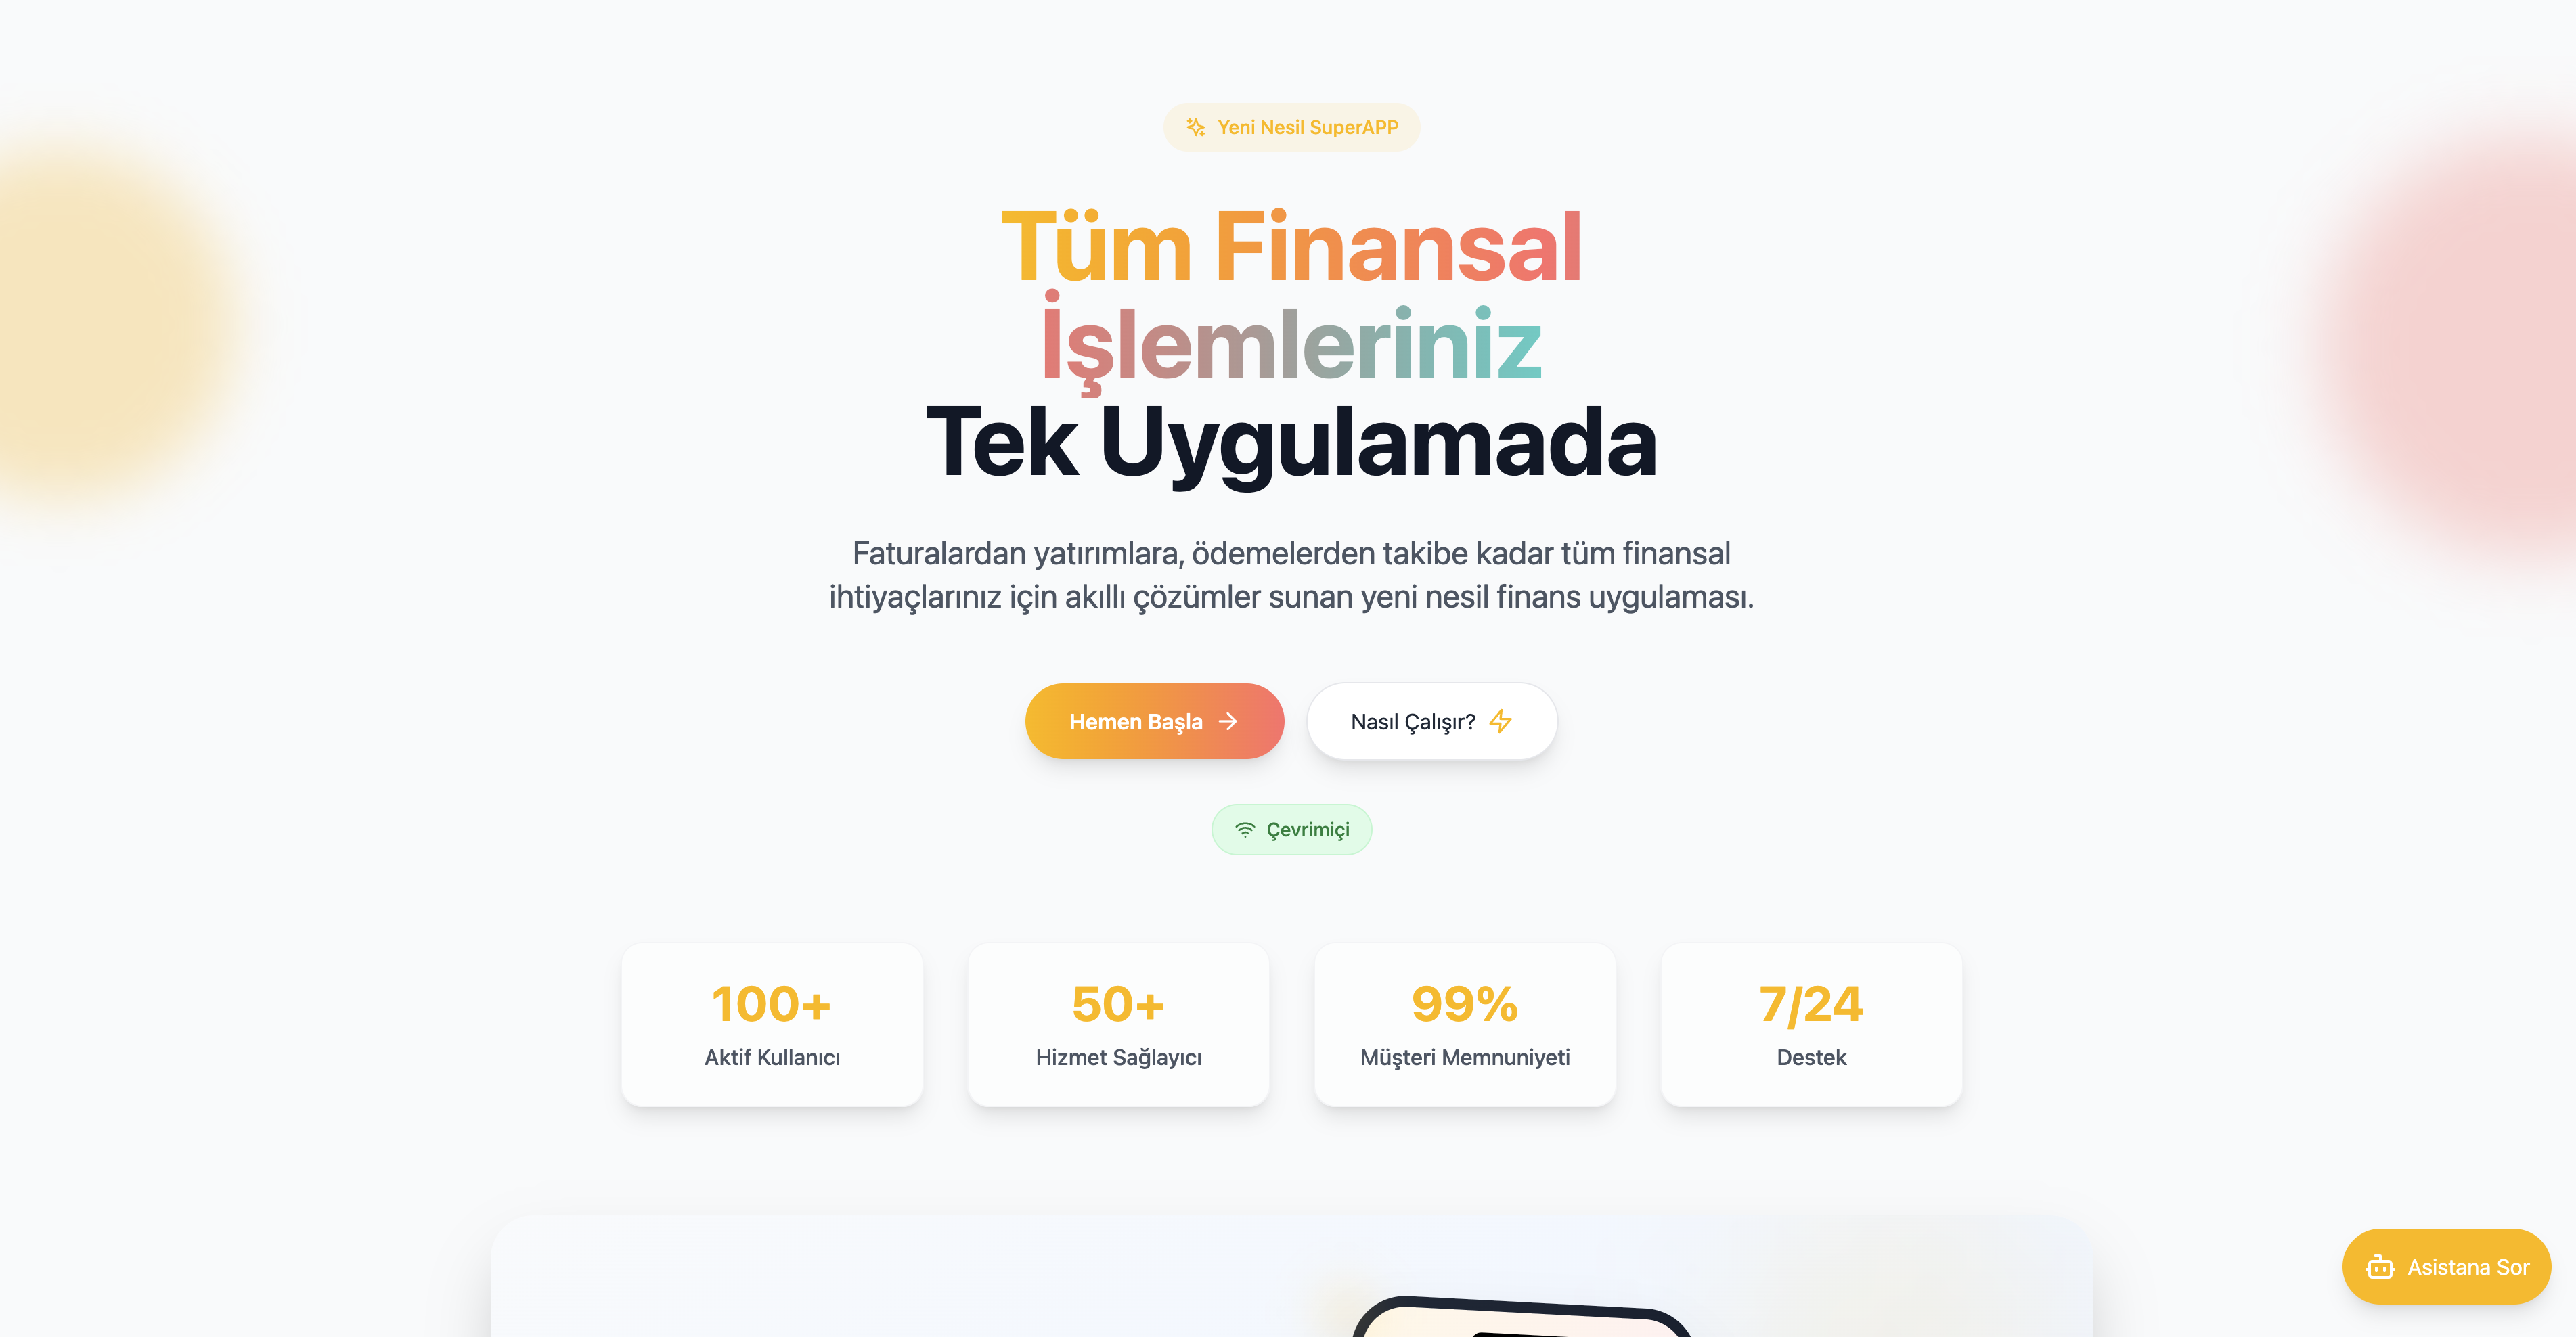 Yeni Nesil SuperAPP
Tüm Finansal
İşlemleriniz
Tek Uygulamada
Faturalardan yatırımlara, ödemelerden takibe kadar tüm finansal
ihtiyaçlarınız için akıllı çözümler sunan yeni nesil finans uygulaması.
Hemen Başla
Nasıl Çalışır?
Çevrimiçi
100+
Aktif Kullanıcı
50+
Hizmet Sağlayıcı
99%
Müşteri Memnuniyeti
7/24
Destek
Asistana Sor